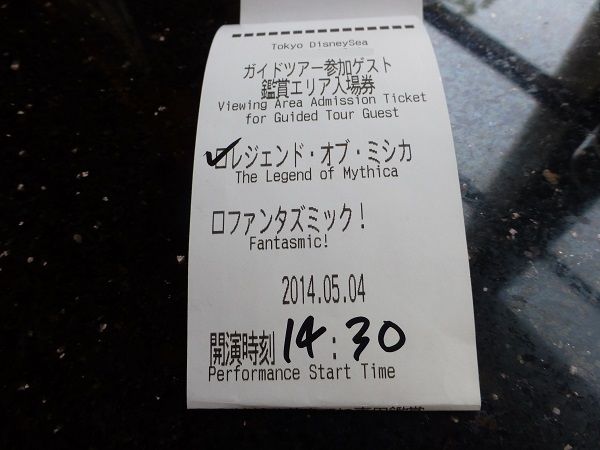 Tokyo DisneySea
ガイドツアー参加ゲスト
鑑賞エリア入場券
Viewing Area Admission Ticket
for Guided Tour Guest
✔口レジェンド・オブ・ミシカ
The Legend of Mythica
口ファンタズミック!
Fantasmic!
2014.05.04
開演時刻 14:30
Performance Start Time